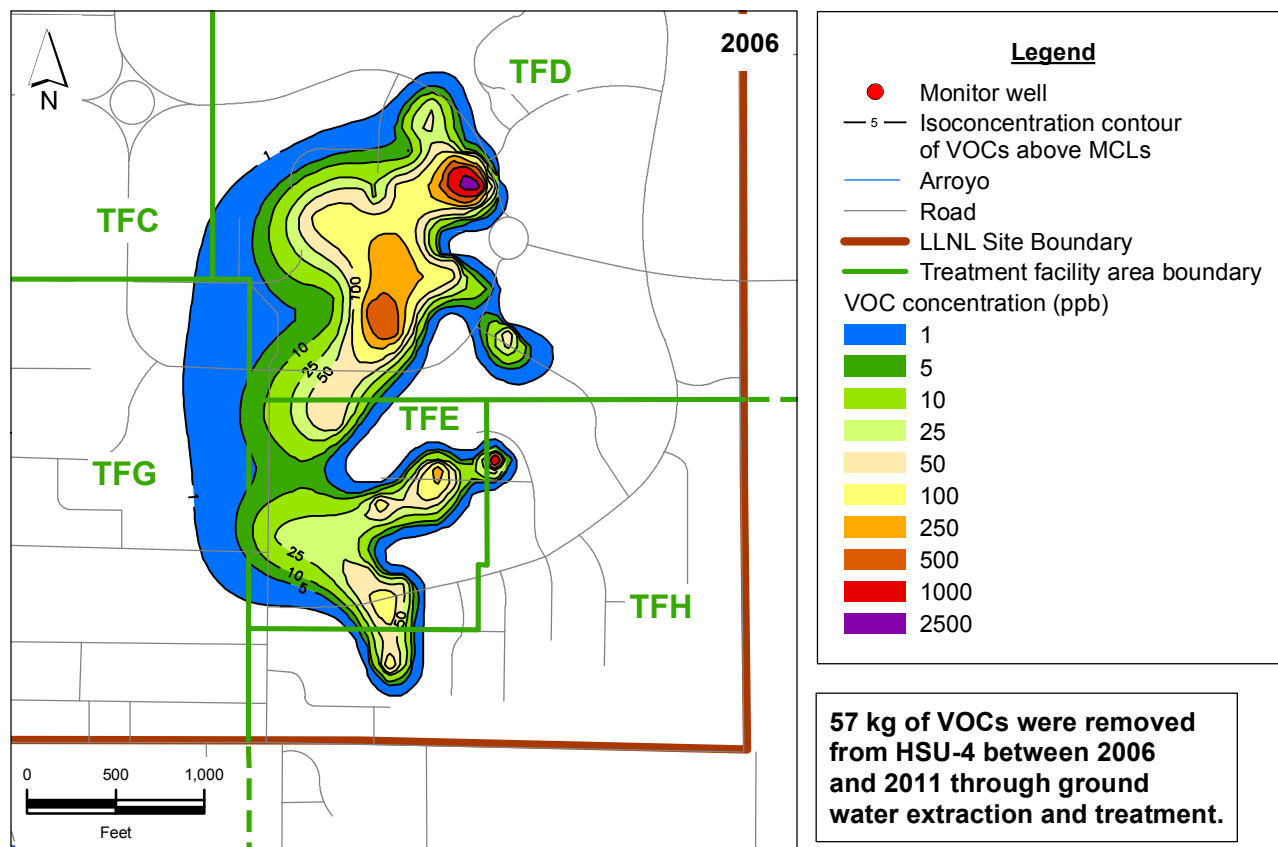 2006
TFD
N
1
TFC
100
10
25
50
TFE
TFG
1
25
10
5
50
TFH
0 500 1,000
Feet
Legend
Monitor well
5 Isoconcentration contour
of VOCs above MCLs
Arroyo
Road
LLNL Site Boundary
Treatment facility area boundary
VOC concentration (ppb)
1
5
10
25
50
100
250
500
1000
2500
57 kg of VOCs were removed
from HSU-4 between 2006
and 2011 through ground
water extraction and treatment.